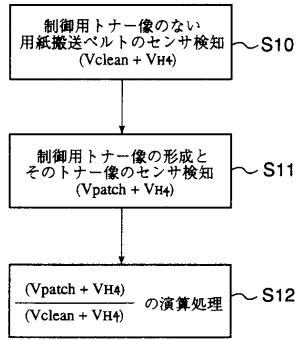 制御用トナー像のない
用紙搬送ベルトのセンサ検知
(Vclean + VH4)
S10
制御用トナー像の形成と
そのトナー像のセンサ検知
(Vpatch + VH4)
S11
(Vpatch + VH4)
(Vclean + VH4)
の演算処理
S12